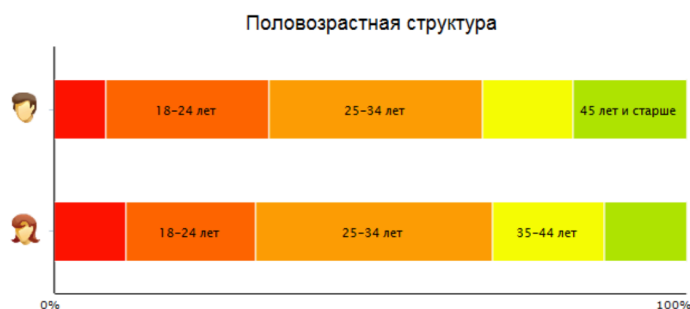 Половозрастная структура
18-24 лет
25-34 лет
45 лет и старше
18-24 лет
25-34 лет
35-44 лет
0%
100%